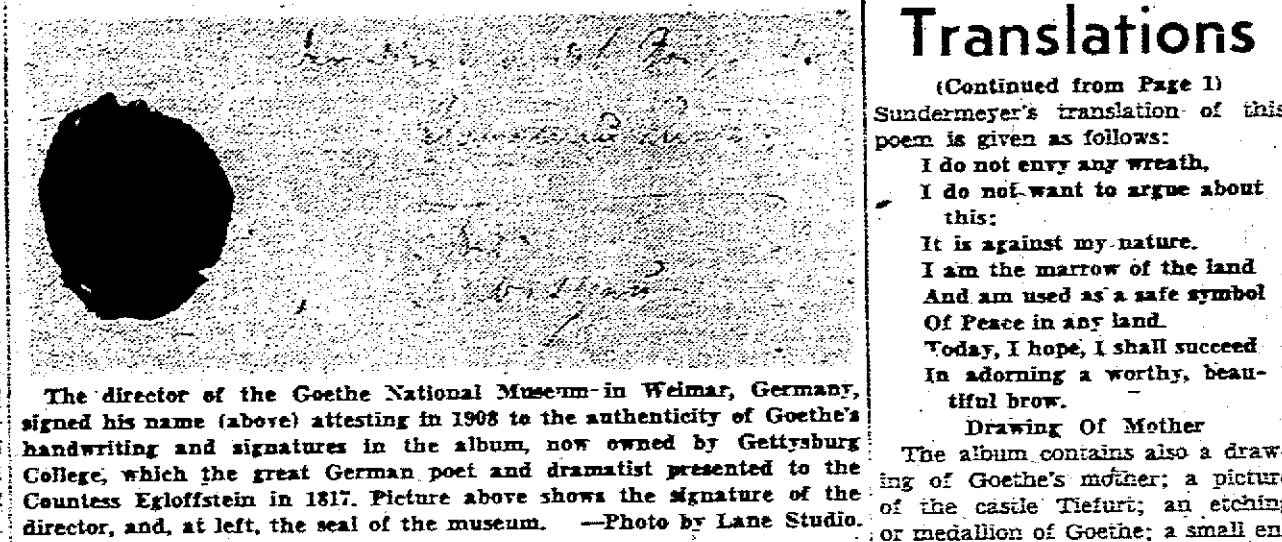 The director of the Goethe National Museum in Weimar, Germany,
signed his name (above) attesting in 1908 to the authenticity of Goethe's
handwriting and signatures in the album, now owned by Gettysburg
College, which the great German poet and dramatist presented to the
Countess Egloffstein in 1817. Picture above shows the signature of the
director, and, at left, the seal of the museum. —Photo by Lane Studio.
Translations
(Continued from Page 1)
Sundermeyer's translation of this
poem is given as follows:
I do not envy any wreath,
I do not want to argue about
this;
It is against my nature.
I am the marrow of the land
And am used as a safe symbol
Of Peace in any land.
Today, I hope, I shall succeed
In adorning a worthy, beau-
tiful brow.
Drawing Of Mother
The album contains also a draw-
ing of Goethe's mother; a picture
of the castle Tiefurt; an etching
or medallion of Goethe; a small en-